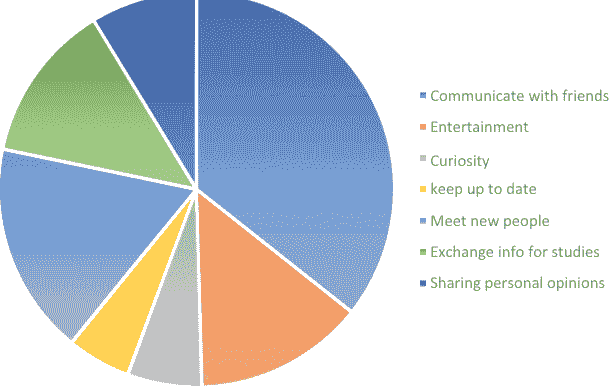 Communicate with friends
Entertainment
Curiosity
keep up to date
Meet new people
Exchange info for studies
Sharing personal opinions